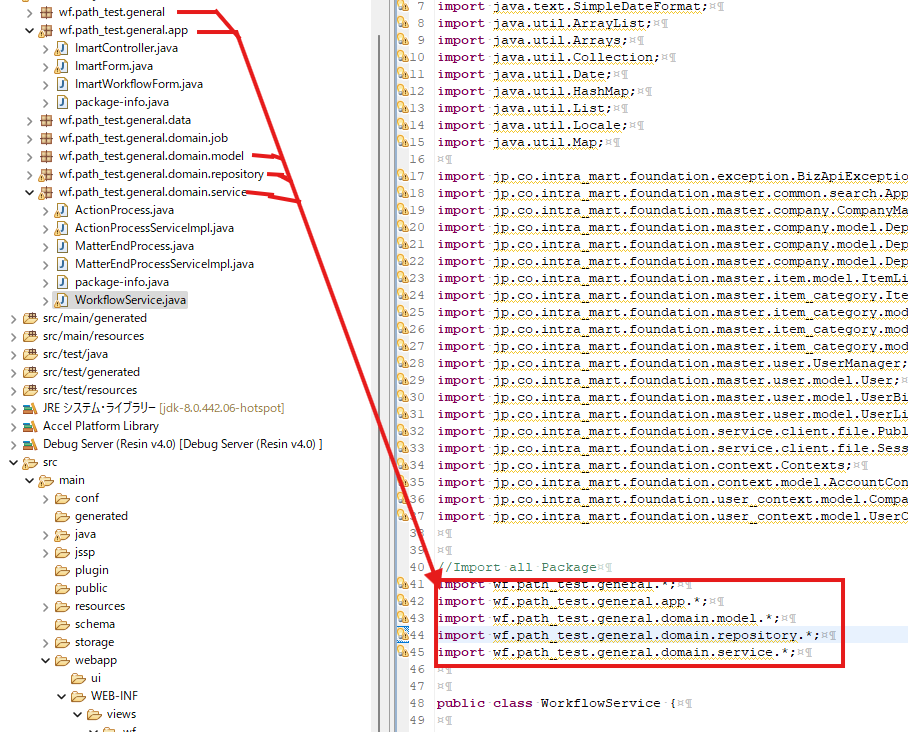 wf.path_test.general
wf.path_test.general.app
ImartController.java
ImartForm.java
ImartWorkflowForm.java
package-info.java
wf.path_test.general.data
wf.path_test.general.domain.job
wf.path_test.general.domain.model
wf.path_test.general.domain.repository
wf.path_test.general.domain.service
ActionProcess.java
ActionProcessServiceImpl.java
MatterEndProcess.java
MatterEndProcessServiceImpl.java
package-info.java
WorkflowService.java
src/main/generated
src/main/resources
src/test/java
src/test/generated
src/test/resources
JRE システム・ライブラリー [jdk-8.0.442.06-hotspot]
Accel Platform Library
Debug Server (Resin v4.0) [Debug Server (Resin v4.0) ]
src
main
conf
generated
java
jssp
plugin
public
resources
schema
storage
webapp
ui
WEB-INF
views
wf
7 import java.text.SimpleDateFormat;
8 import java.util.ArrayList;
9 import java.util.Arrays;
10 import java.util.Collection;
11 import java.util.Date;
12 import java.util.HashMap;
13 import java.util.List;
14 import java.util.Locale;
15 import java.util.Map;
16
17 import jp.co.intra_mart.foundation.exception.BizApiExceptio
18 import jp.co.intra_mart.foundation.master.common.search.App
19 import jp.co.intra_mart.foundation.master.company.CompanyMa
20 import jp.co.intra_mart.foundation.master.company.model.Dep
21 import jp.co.intra_mart.foundation.master.company.model.Dep
22 import jp.co.intra_mart.foundation.master.company.model.Dep
23 import jp.co.intra_mart.foundation.master.item.model.ItemLi
24 import jp.co.intra_mart.foundation.master.item_category.Ite
25 import jp.co.intra_mart.foundation.master.item_category.mod
26 import jp.co.intra_mart.foundation.master.item_category.mod
27 import jp.co.intra_mart.foundation.master.item_category.mod
28 import jp.co.intra_mart.foundation.master.user.UserManager;
29 import jp.co.intra_mart.foundation.master.user.model.User;
30 import jp.co.intra_mart.foundation.master.user.model.UserBi
31 import jp.co.intra_mart.foundation.master.user.model.UserLi
32 import jp.co.intra_mart.foundation.service.client.file.Publ
33 import jp.co.intra_mart.foundation.service.client.file.Sess
34 import jp.co.intra_mart.foundation.context.Contexts;
35 import jp.co.intra_mart.foundation.context.model.AccountCon
36 import jp.co.intra_mart.foundation.user_context.model.Compa
37 import jp.co.intra_mart.foundation.user_context.model.UserC
38
39
40 //Import all Package
41 import wf.path_test.general.*;
42 import wf.path_test.general.app.*;
43 import wf.path_test.general.domain.model.*;
44 import wf.path_test.general.domain.repository.*;
45 import wf.path_test.general.domain.service.*;
46
47
48 public class WorkflowService {
49